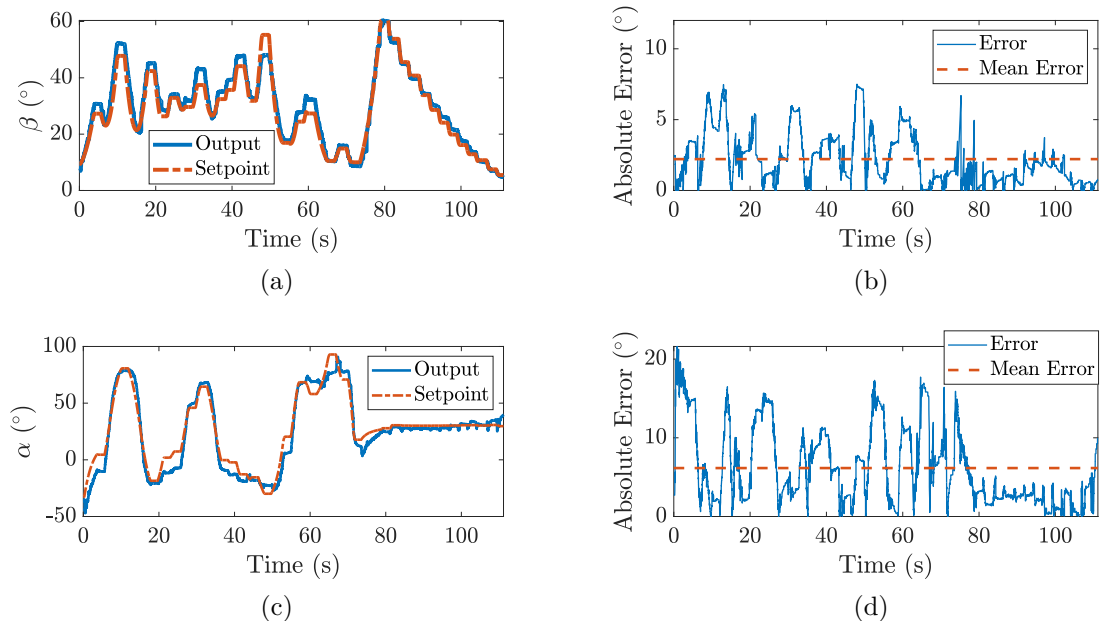 60
40
20
0
β (°)
Output
Setpoint
0 20 40 60 80 100
Time (s)
(a)
10
5
0
Absolute Error (°)
Error
Mean Error
0 20 40 60 80 100
Time (s)
(b)
100
50
0
-50
α (°)
Output
Setpoint
0 20 40 60 80 100
Time (s)
(c)
20
10
0
Absolute Error (°)
Error
Mean Error
0 20 40 60 80 100
Time (s)
(d)